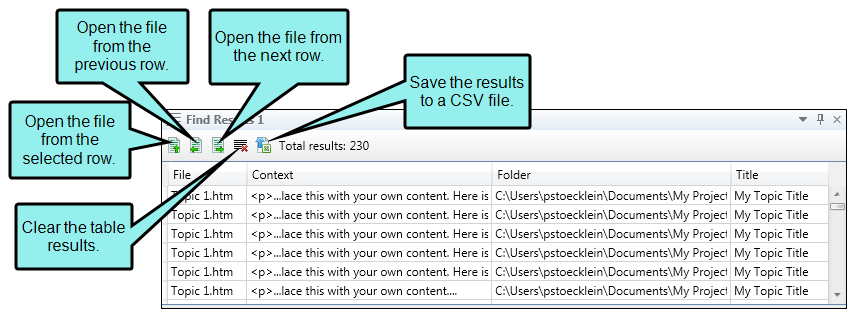 Open the file
from the
previous row.
Open the file from
the next row.
Save the results
to a CSV file.
Open the file
from the
selected row.
Clear the table
results.
Find Results 1
Total results: 230
File Context Folder Title
Topic 1.htm <p>...lace this with your own content. Here is C:\Users\pstoecklein\Documents\My Project My Topic Title
Topic 1.htm <p>...lace this with your own content. Here is C:\Users\pstoecklein\Documents\My Project My Topic Title
Topic 1.htm <p>...lace this with your own content. Here is C:\Users\pstoecklein\Documents\My Project My Topic Title
Topic 1.htm <p>...lace this with your own content. Here is C:\Users\pstoecklein\Documents\My Project My Topic Title
Topic 1.htm <p>...lace this with your own content. Here is C:\Users\pstoecklein\Documents\My Project My Topic Title
Topic 1.htm <p>...lace this with your own content.... C:\Users\pstoecklein\Documents\My Project My Topic Title